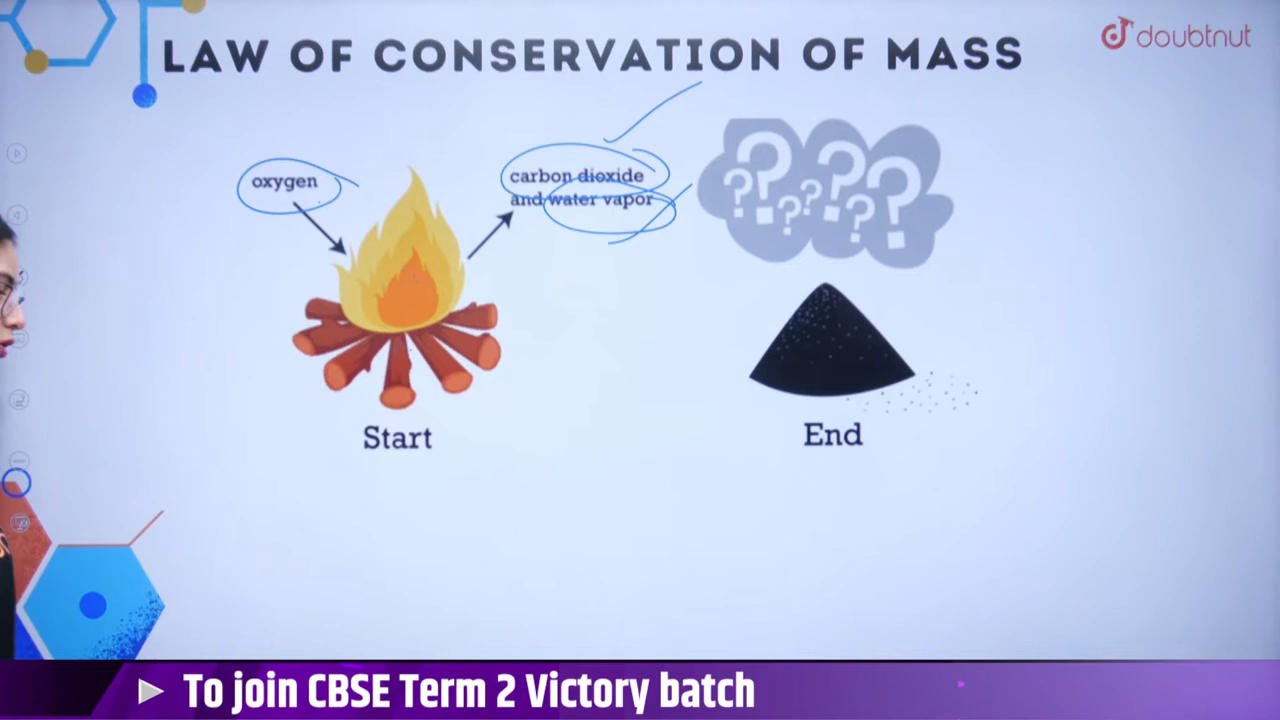 LAW OF CONSERVATION OF MASS
doubtnut
oxygen
carbon dioxide
and water vapor
? ? ? ? ? ? ?
Start
End
To join CBSE Term 2 Victory batch